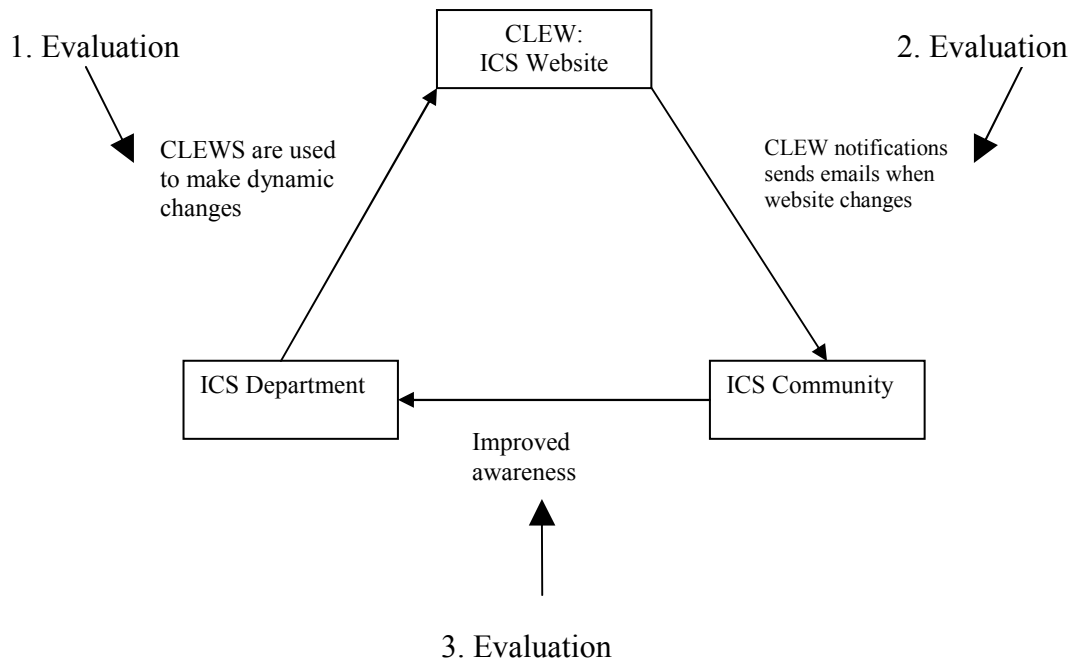 1. Evaluation
CLEW:
ICS Website
2. Evaluation
CLEWS are used
to make dynamic
changes
CLEW notifications
sends emails when
website changes
ICS Department
ICS Community
Improved
awareness
3. Evaluation